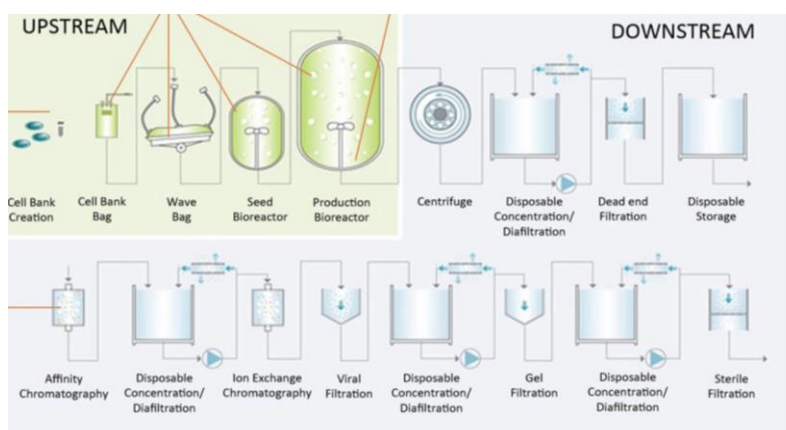 UPSTREAM
DOWNSTREAM
Cell Bank
Creation
Cell Bank
Bag
Wave
Bag
Seed
Bioreactor
Production
Bioreactor
Centrifuge
Disposable
Concentration/
Diafiltration
Dead end
Filtration
Disposable
Storage
Affinity
Chromatography
Disposable
Concentration/
Diafiltration
Ion Exchange
Chromatography
Viral
Filtration
Disposable
Concentration/
Diafiltration
Gel
Filtration
Disposable
Concentration/
Diafiltration
Sterile
Filtration